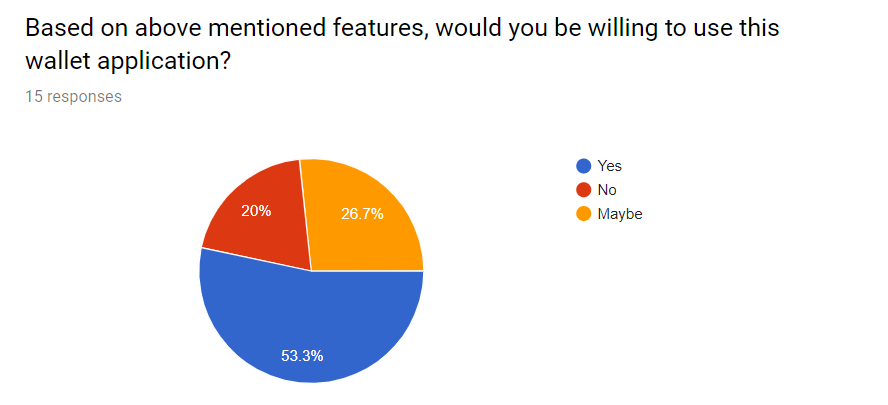 Based on above mentioned features, would you be willing to use this
wallet application?
15 responses
Yes
No
Maybe
20%
26.7%
53.3%